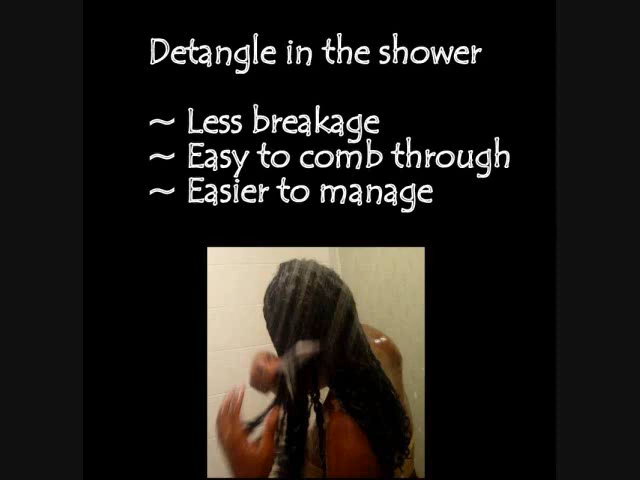 Detangle in the shower
~ Less breakage
~ Easy to comb through
~ Easier to manage